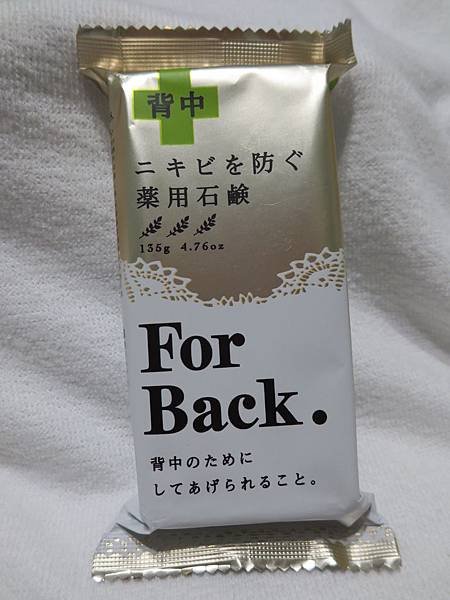 背中
ニキビを防ぐ
薬用石鹸
135g 4.76oz
For
Back.
背中のために
してあげられること。